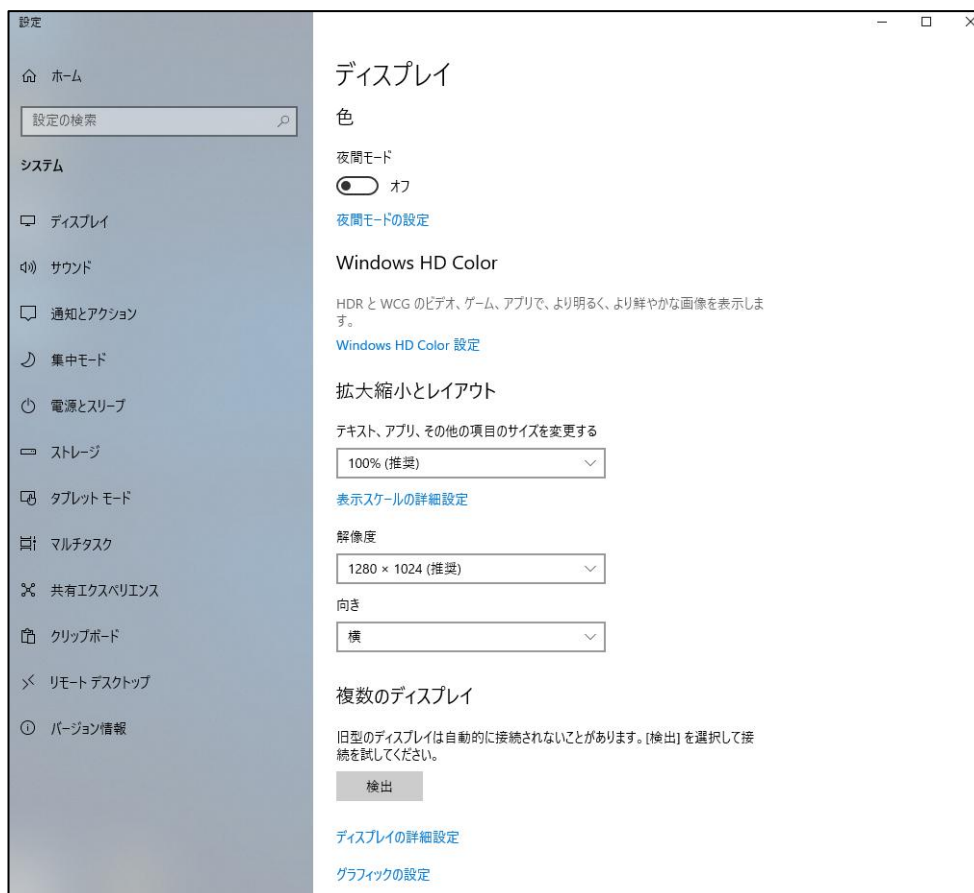 設定
ホーム
設定の検索
システム
ディスプレイ
サウンド
通知とアクション
集中モード
電源とスリープ
ストレージ
タブレット モード
マルチタスク
共有エクスペリエンス
クリップボード
リモート デスクトップ
バージョン情報
ディスプレイ
色
夜間モード
オフ
夜間モードの設定
Windows HD Color
HDR と WCG のビデオ、ゲーム、アプリで、より明るく、より鮮やかな画像を表示しま
す。
Windows HD Color 設定
拡大縮小とレイアウト
テキスト、アプリ、その他の項目のサイズを変更する
100% (推奨)
表示スケールの詳細設定
解像度
1280 × 1024 (推奨)
向き
横
複数のディスプレイ
旧型のディスプレイは自動的に接続されないことがあります。[検出] を選択して接
続を試してください。
検出
ディスプレイの詳細設定
グラフィックの設定